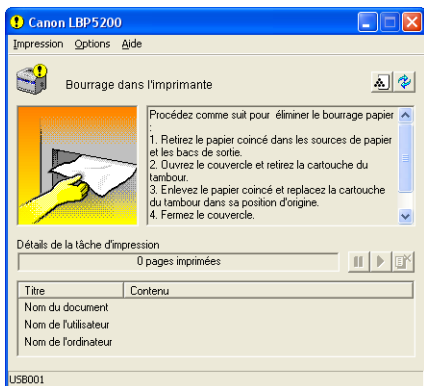 Canon LBP5200
Impression Options Aide
Bourrage dans l'imprimante
Procédez comme suit pour éliminer le bourrage papier
:
1. Retirez le papier coincé dans les sources de papier
et les bacs de sortie.
2. Ouvrez le couvercle et retirez la cartouche du
tambour.
3. Enlevez le papier coincé et replacez la cartouche
du tambour dans sa position d'origine.
4. Fermez le couvercle.
Détails de la tâche d'impression
0 pages imprimées
Titre Contenu
Nom du document
Nom de l'utilisateur
Nom de l'ordinateur
USB001